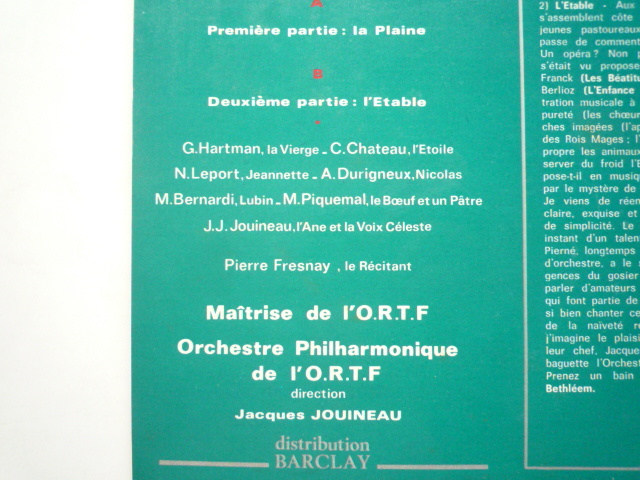 A
Première partie : la Plaine
B
Deuxième partie : l'Etable
G.Hartman, la Vierge - C.Chateau, l'Etoile
N.Leport, Jeannette - A.Durigneux, Nicolas
M.Bernardi, Lubin - M.Piquemal, le Bœuf et un Pâtre
J.J.Jouineau, l'Ane et la Voix Céleste
Pierre Fresnay , le Récitant
Maîtrise de l'O.R.T.F
Orchestre Philharmonique
de l'O.R.T.F
direction
Jacques JOUINEAU
distribution
BARCLAY
2) L'Etable - Aux
s'assemblent côte
jeunes pastoureaux
passe de comment
Un opéra ? Non
s'était vu propose
Franck (Les Béatitu
Berlioz (L'Enfance
tration musicale à
pureté (les chœur
ches imagées (l'ap
des Rois Mages ; l'
propre les animaux
server du froid l'E
pose-t-il en musiq
par le mystère de
Je viens de réen
claire, exquise et
de simplicité. Le
instant d'un talen
Pierné, longtemps
d'orchestre, a le s
gences du gosier
parler d'amateurs
qui font partie de
si bien chanter ce
de la naïveté re
j'imagine le plaisi
leur chef, Jacque
baguette l'Orchest
Prenez un bain
Bethléem.